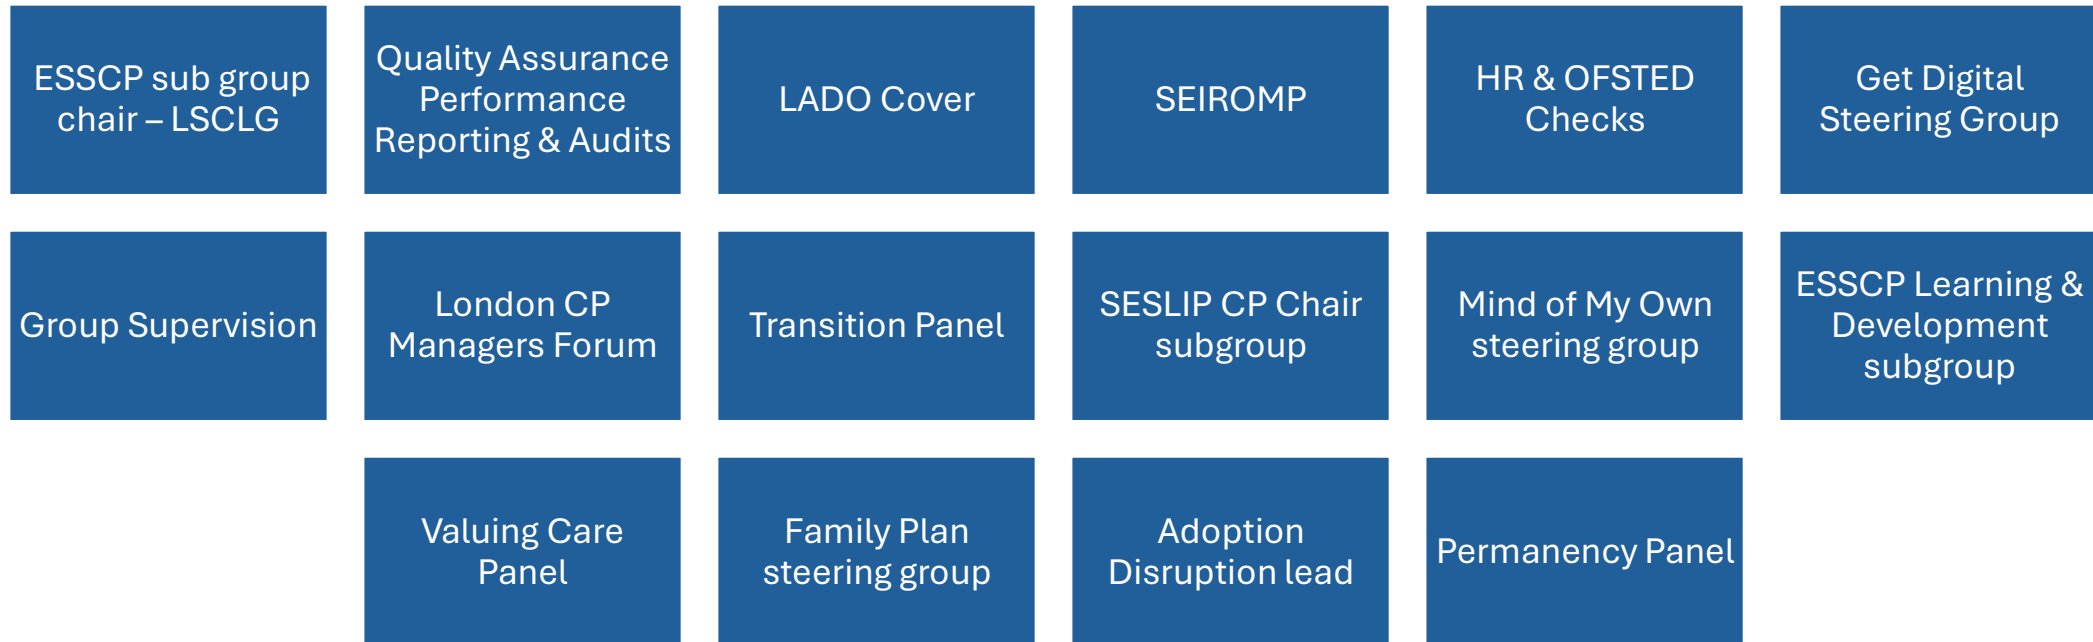 ESSCP sub group
chair – LSCLG
Quality Assurance
Performance
Reporting & Audits
LADO Cover
SEIROMP
HR & OFSTED
Checks
Get Digital
Steering Group
Group Supervision
London CP
Managers Forum
Transition Panel
SESLIP CP Chair
subgroup
Mind of My Own
steering group
ESSCP Learning &
Development
subgroup
Valuing Care
Panel
Family Plan
steering group
Adoption
Disruption lead
Permanency Panel